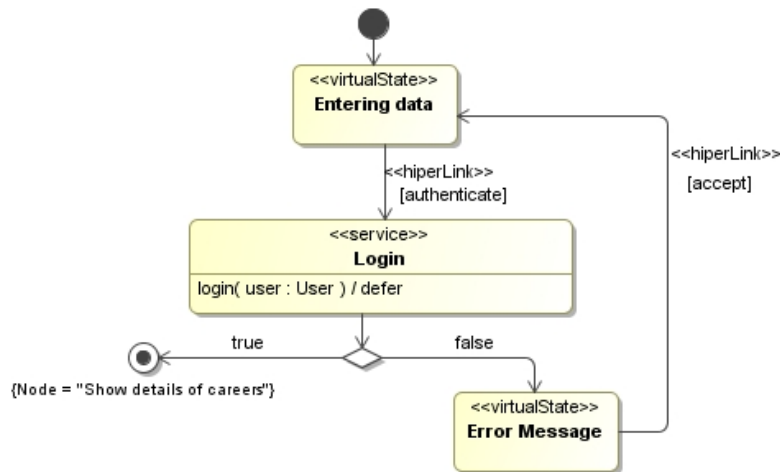 <<virtualState>>
Entering data
<<hiperLink>>
[authenticate]
<<hiperLink>>
[accept]
<<service>>
Login
login( user : User ) / defer
true
false
{Node = "Show details of careers"}
<<virtualState>>
Error Message